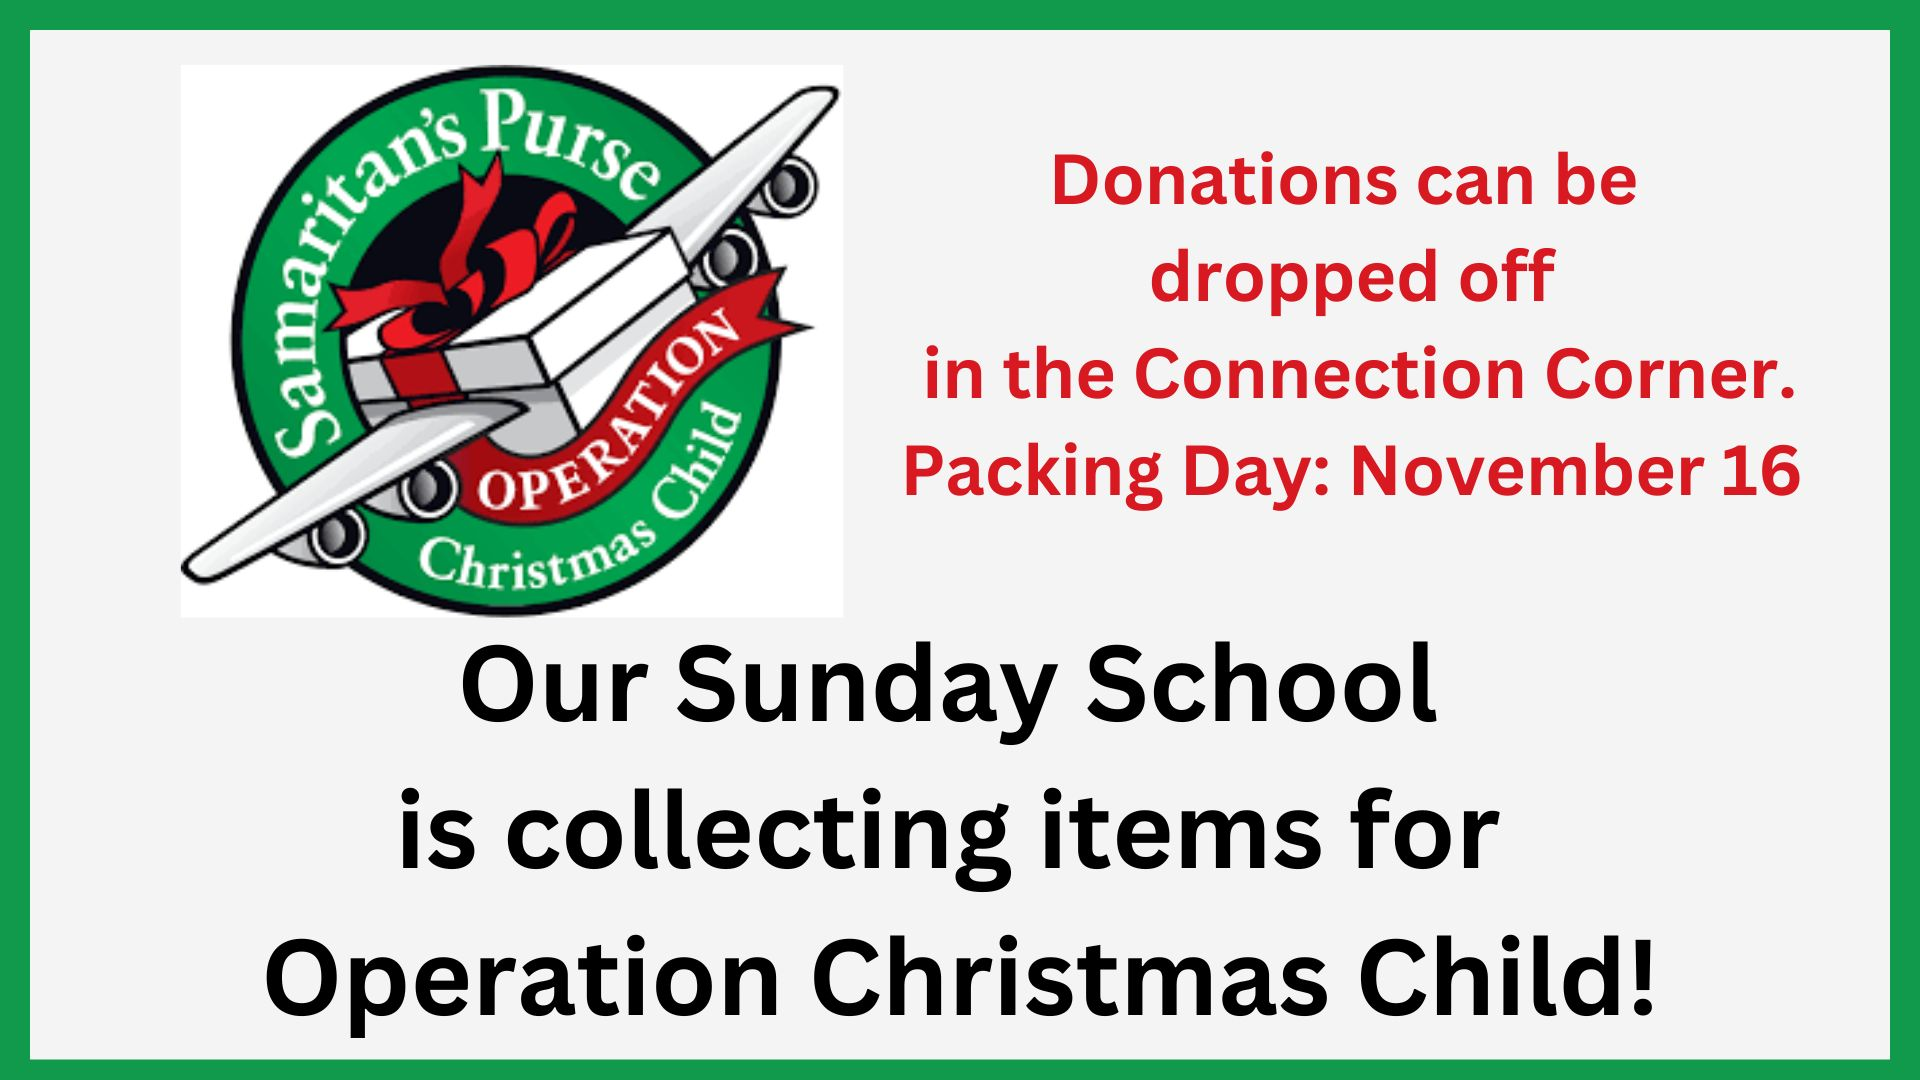 Samaritan's Purse
OPERATION
Christmas Child
Donations can be
dropped off
in the Connection Corner.
Packing Day: November 16
Our Sunday School
is collecting items for
Operation Christmas Child!